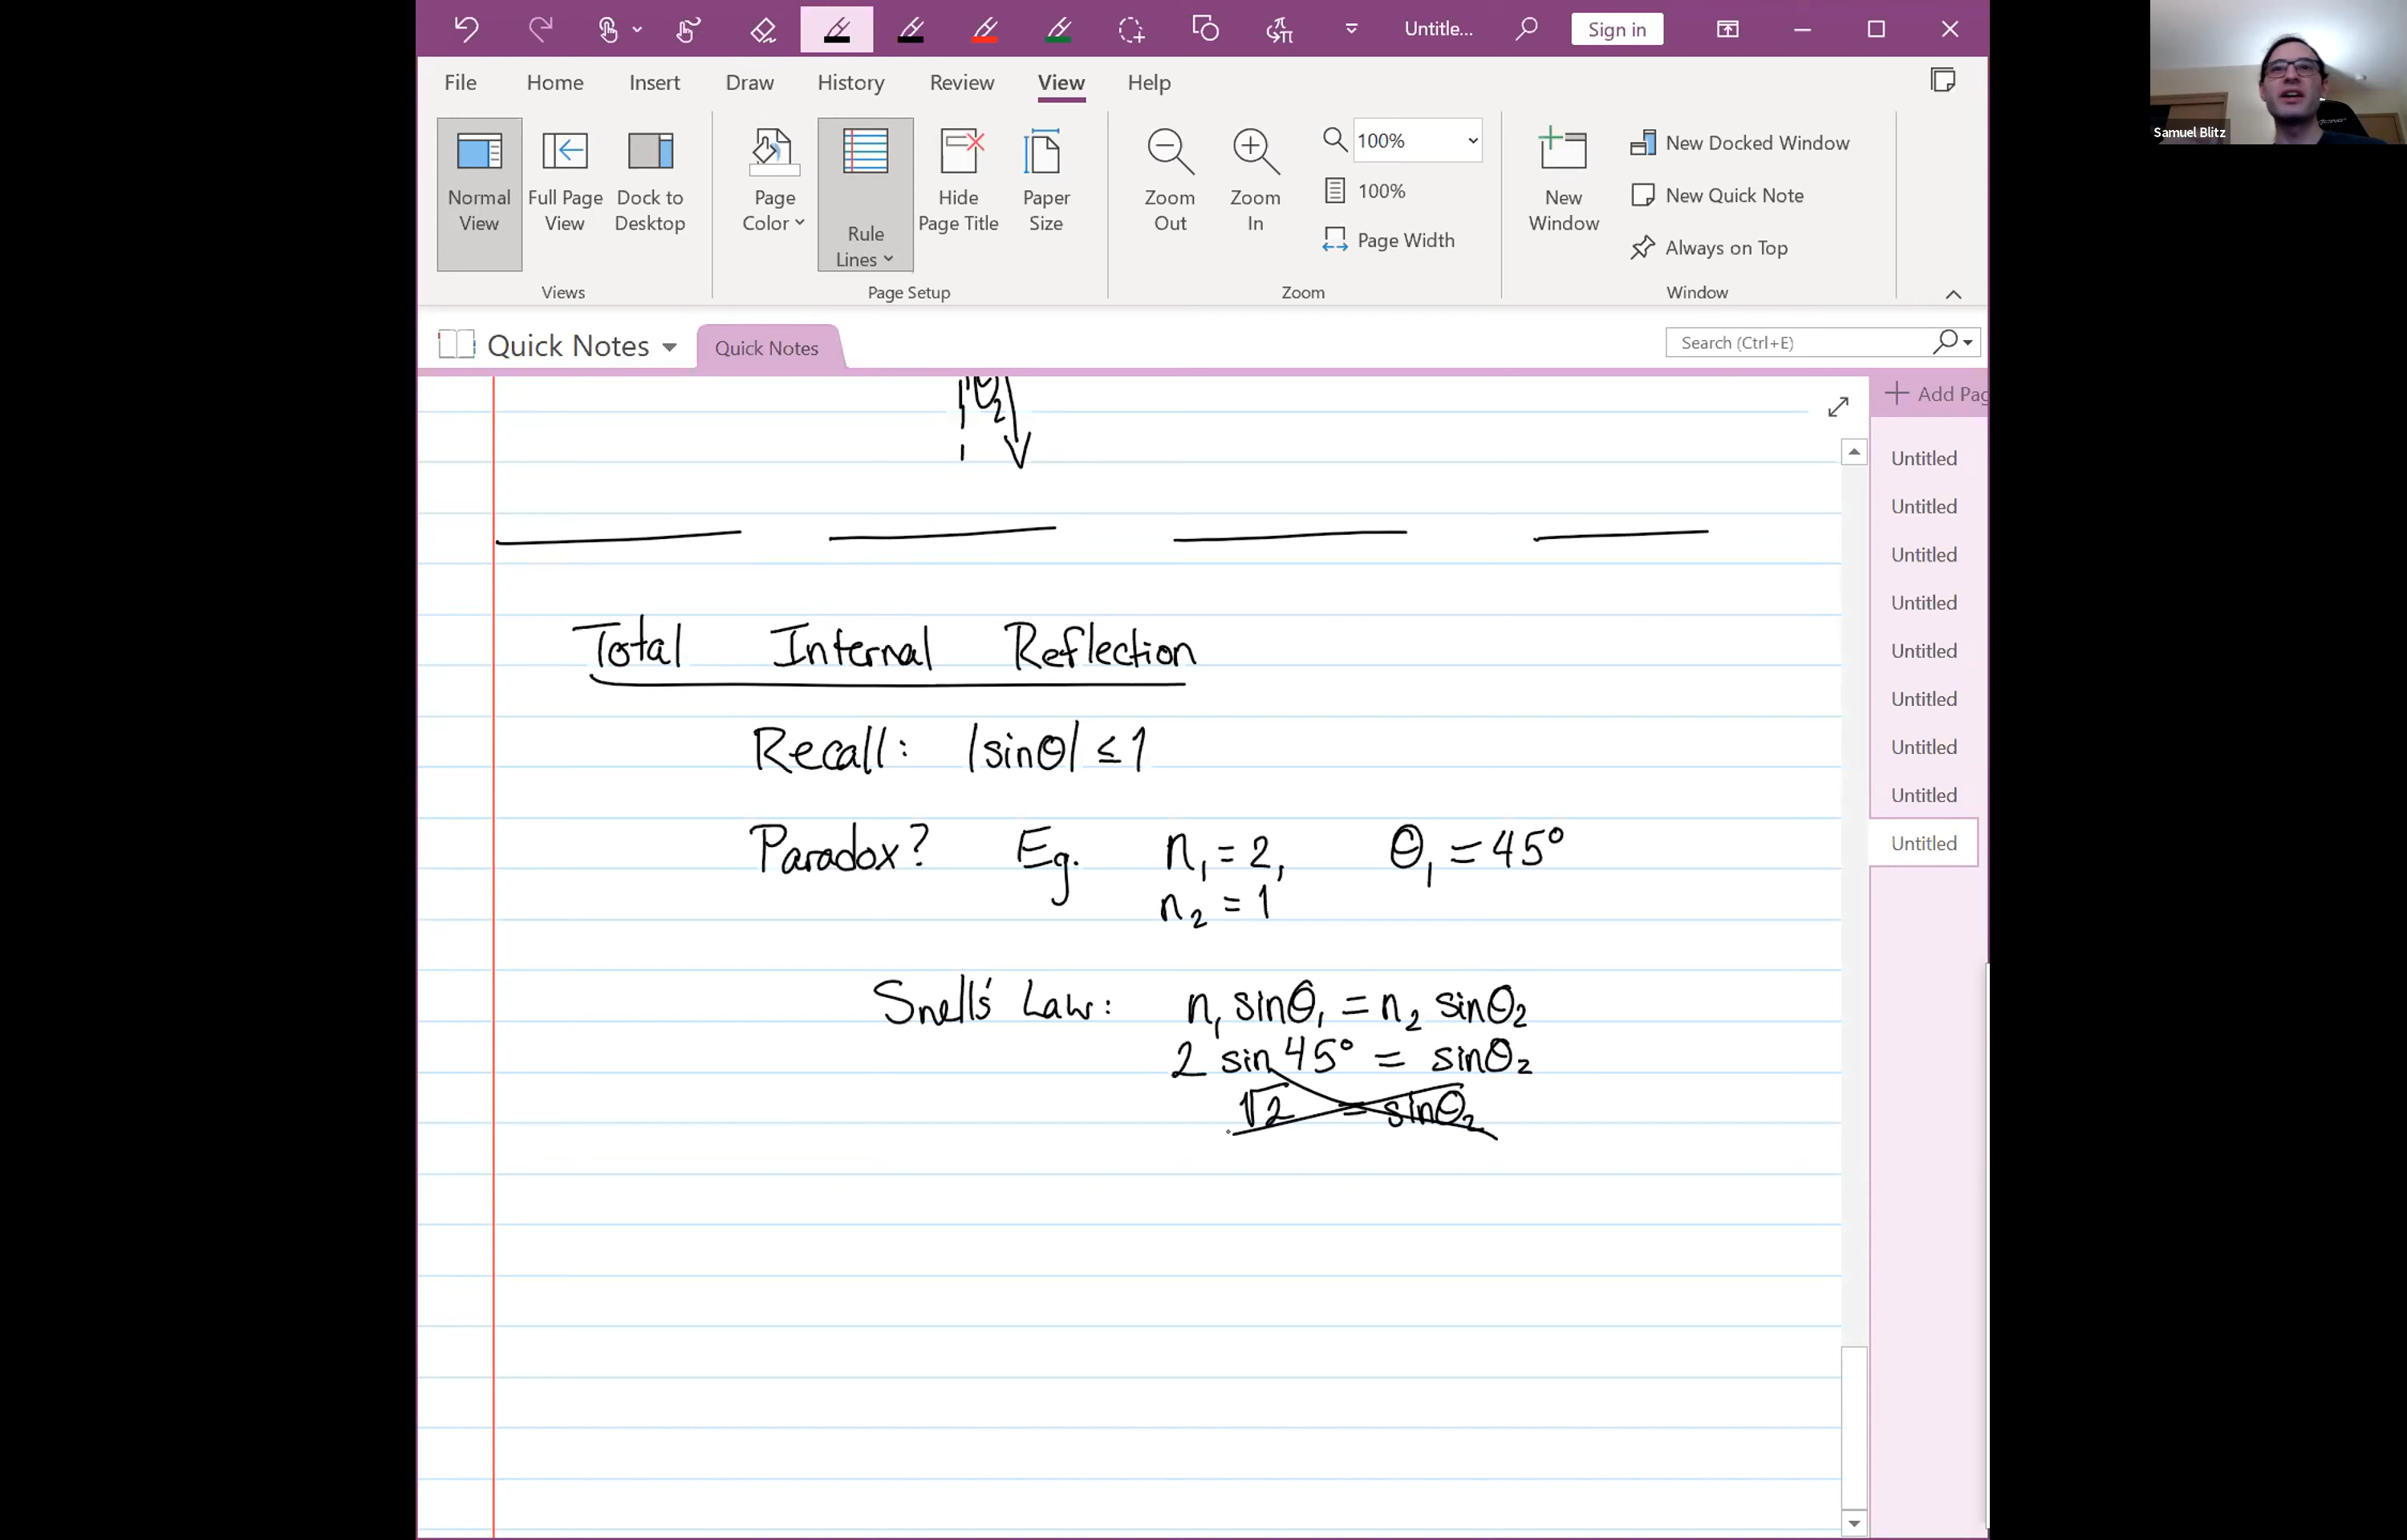 Untitle...
Sign in
File Home Insert Draw History Review View Help
Normal View
Full Page View
Dock to Desktop
Views
Page Color
Rule Lines
Hide Page Title
Paper Size
Page Setup
Zoom Out
Zoom In
100%
100%
Page Width
Zoom
New Window
New Docked Window
New Quick Note
Always on Top
Window
Samuel Blitz
Quick Notes
Quick Notes
Search (Ctrl+E)
Add Pag
Untitled
Untitled
Untitled
Untitled
Untitled
Untitled
Untitled
Untitled
Untitled
θ₂
Total Internal Reflection
Recall: |sinθ| ≤ 1
Paradox? Eg. n₁ = 2, θ₁ = 45°
n₂ = 1
Snell's Law: n₁ sinθ₁ = n₂ sinθ₂
2 sin 45° = sinθ₂
√2 = sinθ₂